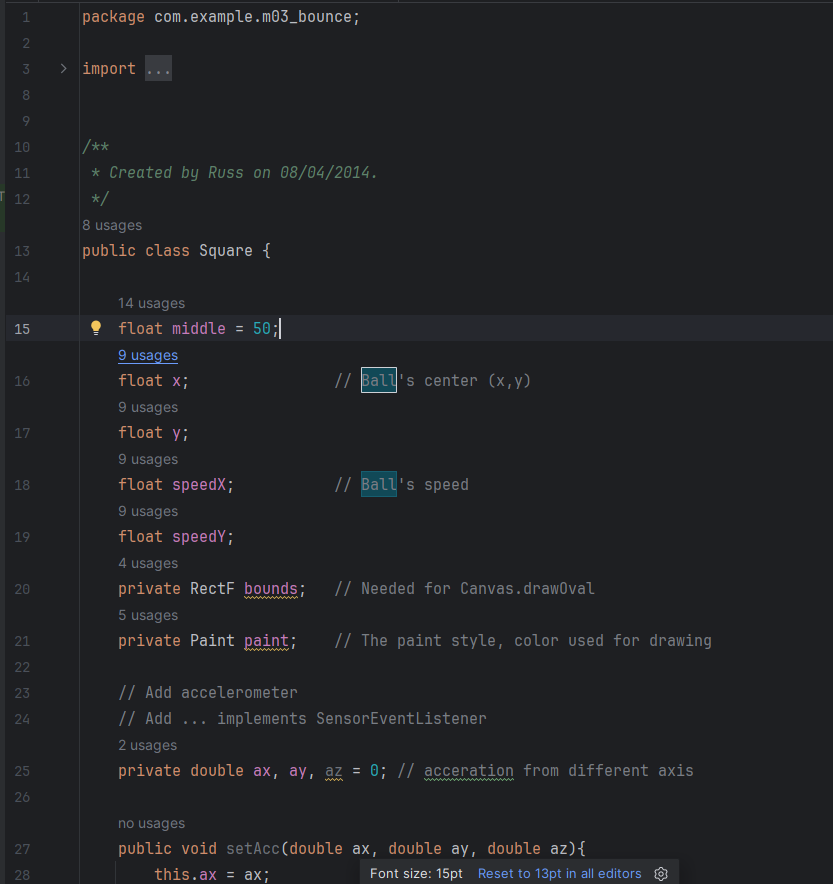 1 package com.example.m03_bounce;
2
3 > import ...
8
9
10 /**
11  * Created by Russ on 08/04/2014.
12  */
8 usages
13 public class Square {
14
14 usages
15 float middle = 50;
9 usages
16 float x;                // Ball's center (x,y)
9 usages
17 float y;
9 usages
18 float speedX;           // Ball's speed
9 usages
19 float speedY;
4 usages
20 private RectF bounds;   // Needed for Canvas.drawOval
5 usages
21 private Paint paint;    // The paint style, color used for drawing
22
23 // Add accelerometer
24 // Add ... implements SensorEventListener
2 usages
25 private double ax, ay, az = 0; // acceration from different axis
26
no usages
27 public void setAcc(double ax, double ay, double az){
28 this.ax = ax;
Font size: 15pt Reset to 13pt in all editors